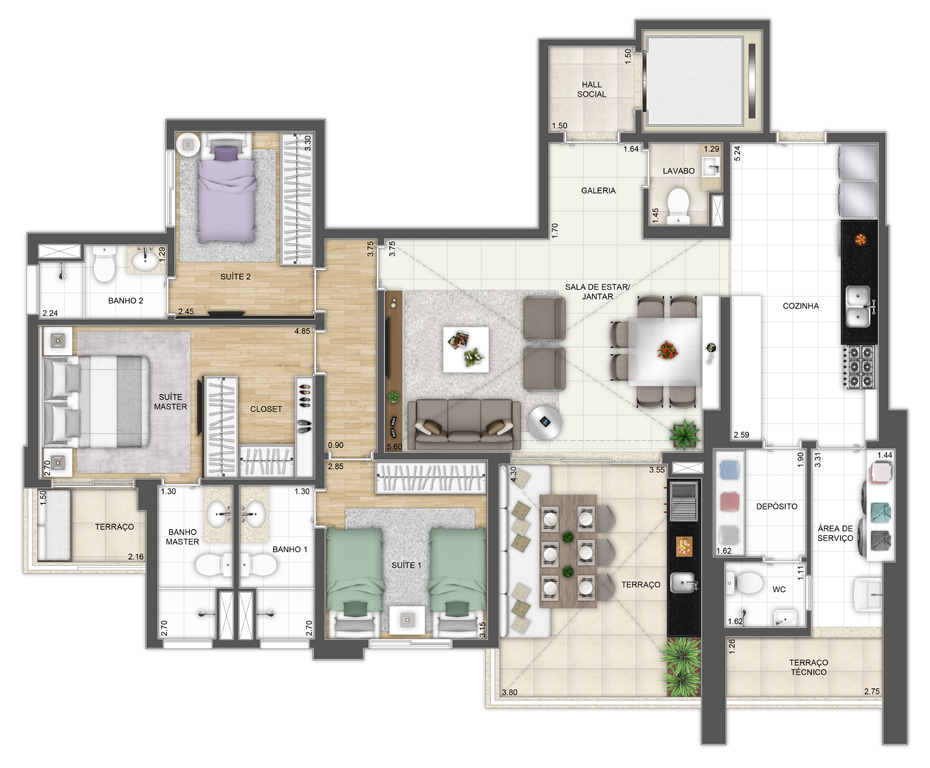 1.50
HALL
SOCIAL
1.50
3.30
1.64
1.29
5.24
LAVABO
GALERIA
1.45
1.70
1.29
3.75
3.75
SUÍTE 2
BANHO 2
SALA DE ESTAR/
JANTAR
2.24
2.45
COZINHA
4.85
SUÍTE
MASTER
CLOSET
0.90
5.60
2.59
2.70
2.85
4.30
3.55
1.90
3.31
1.44
1.50
1.30
1.30
TERRAÇO
BANHO
MASTER
BANHO 1
DEPÓSITO
ÁREA DE
SERVIÇO
2.16
1.62
SUÍTE 1
TERRAÇO
1.11
WC
1.62
2.70
2.70
3.15
1.26
TERRAÇO
TÉCNICO
3.80
2.75